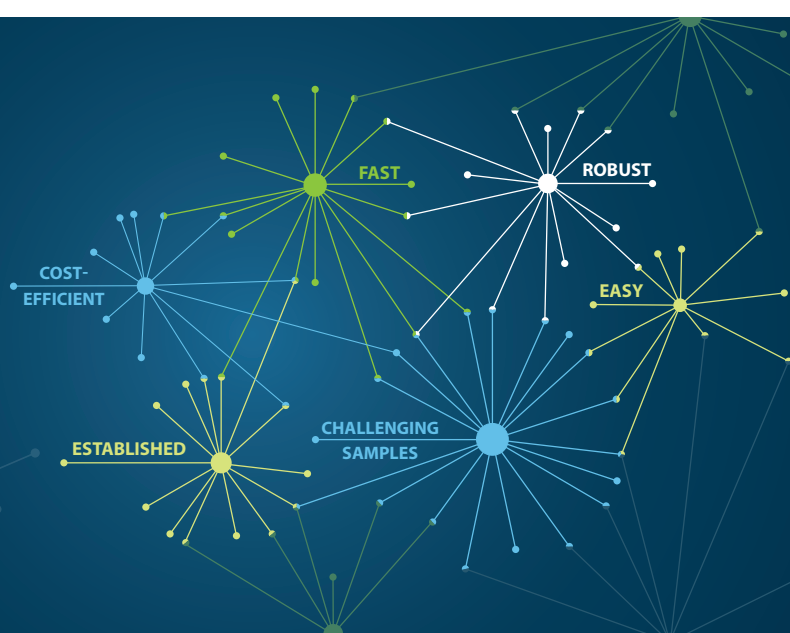 FAST
ROBUST
COST-
EFFICIENT
EASY
CHALLENGING
SAMPLES
ESTABLISHED